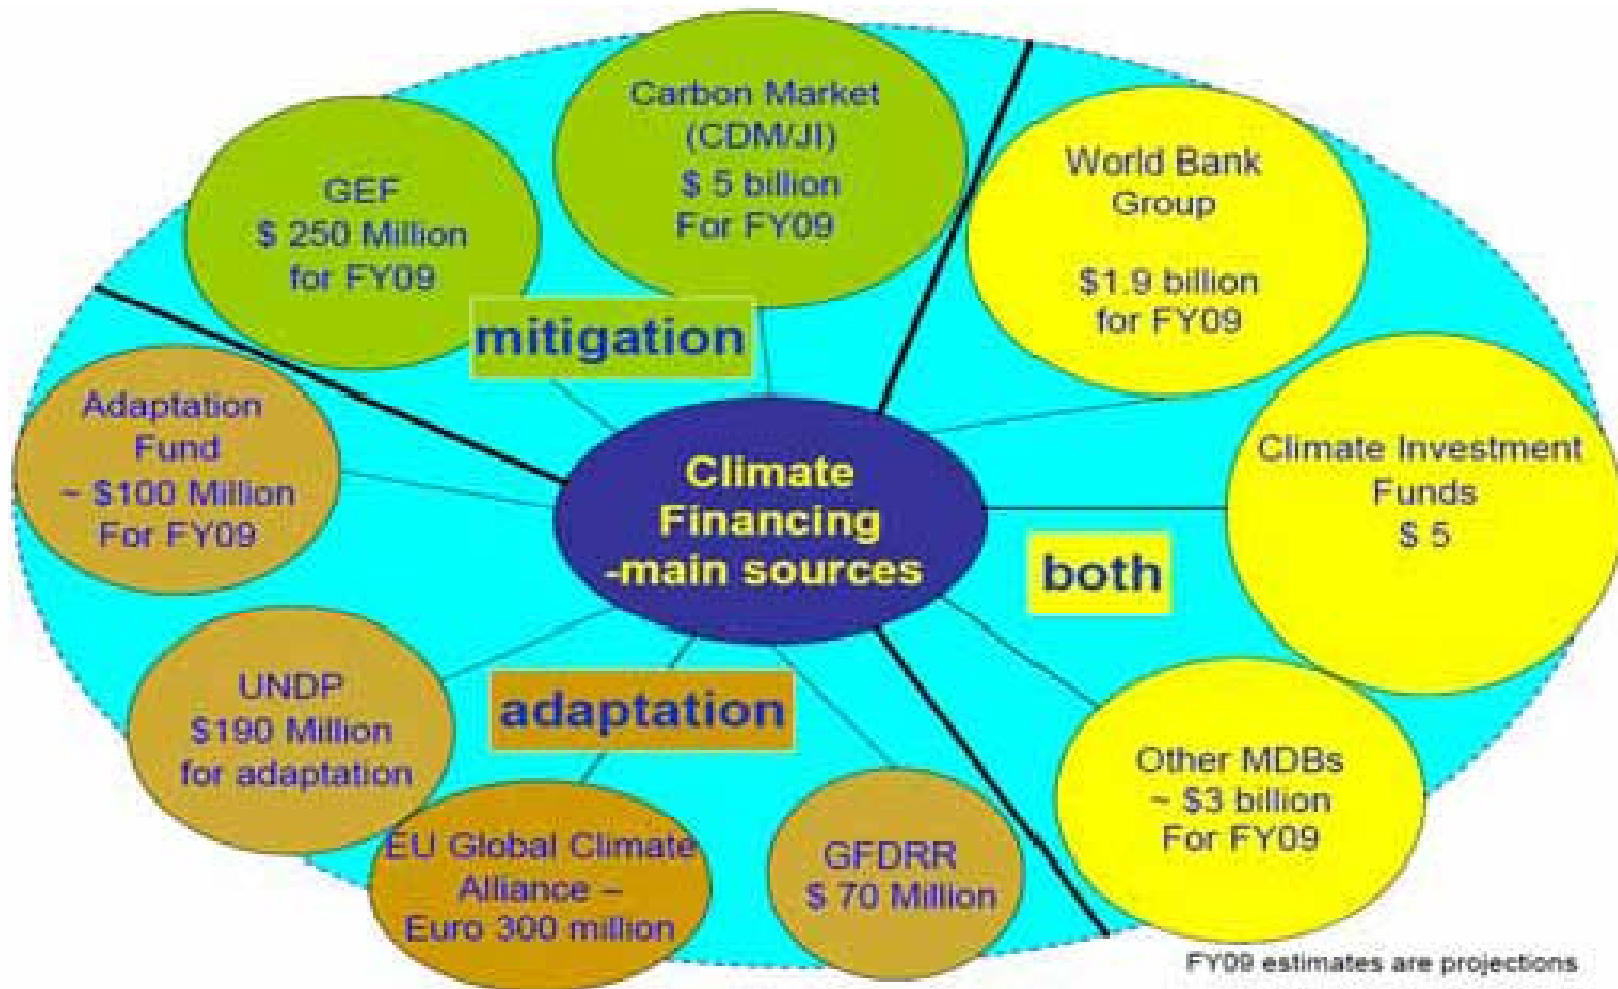 Carbon Market
(CDM/JI)
$ 5 billion
For FY09
GEF
$ 250 Million
for FY09
mitigation
World Bank
Group
$1.9 billion
for FY09
Adaptation
Fund
~ $100 Million
For FY09
Climate
Financing
-main sources
Climate Investment
Funds
$ 5
both
UNDP
$190 Million
for adaptation
adaptation
EU Global Climate
Alliance –
Euro 300 million
GFDRR
$ 70 Million
Other MDBs
~ $3 billion
For FY09
FY09 estimates are projections